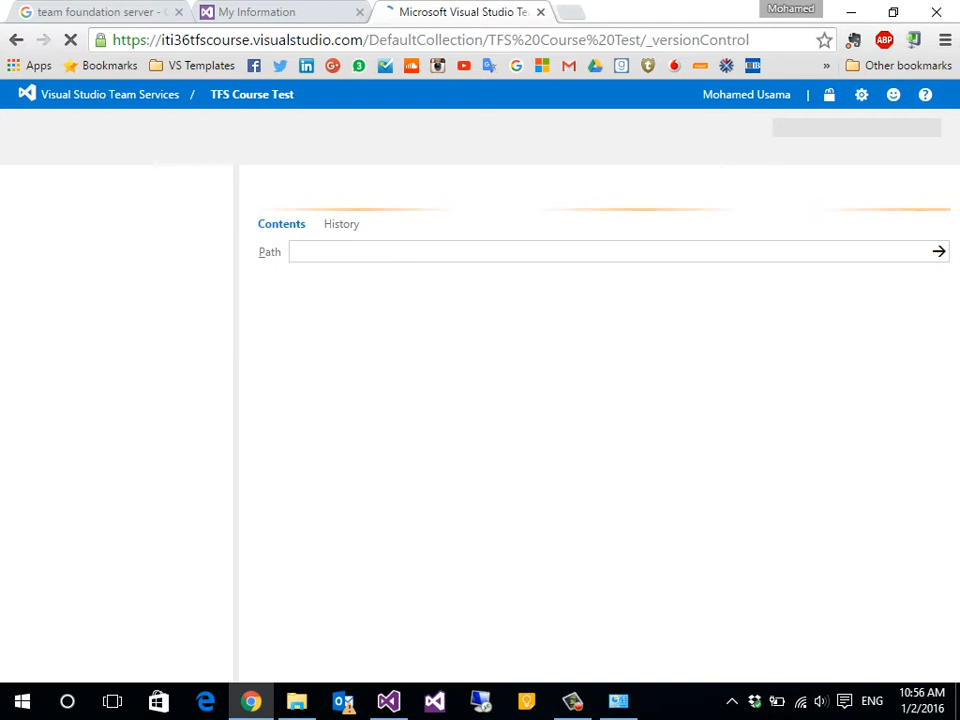 team foundation server - G
My Information
Microsoft Visual Studio Te
Mohamed
https://iti36tfscourse.visualstudio.com/DefaultCollection/TFS%20Course%20Test/_versionControl
Apps
Bookmarks
VS Templates
Other bookmarks
Visual Studio Team Services / TFS Course Test
Mohamed Usama
Contents
History
Path
ENG
10:56 AM
1/2/2016